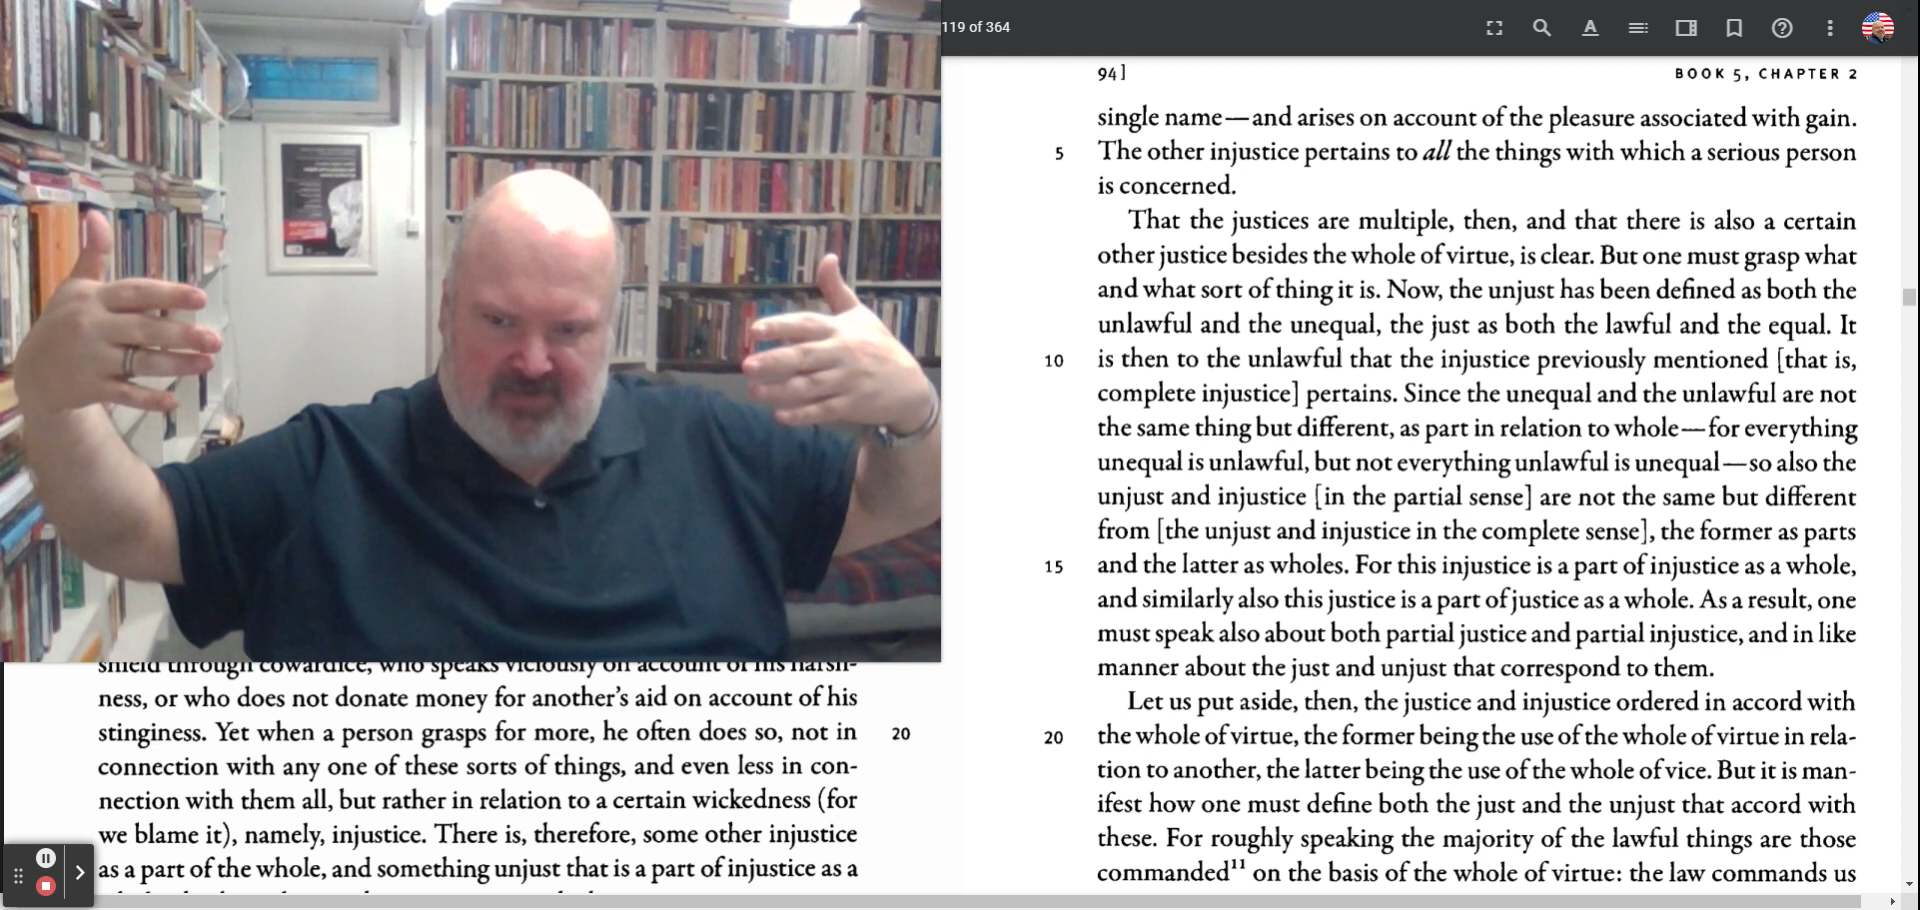 119 of 364
94]
BOOK 5, CHAPTER 2
single name—and arises on account of the pleasure associated with gain.
5 The other injustice pertains to all the things with which a serious person
is concerned.
That the justices are multiple, then, and that there is also a certain
other justice besides the whole of virtue, is clear. But one must grasp what
and what sort of thing it is. Now, the unjust has been defined as both the
unlawful and the unequal, the just as both the lawful and the equal. It
10 is then to the unlawful that the injustice previously mentioned [that is,
complete injustice] pertains. Since the unequal and the unlawful are not
the same thing but different, as part in relation to whole—for everything
unequal is unlawful, but not everything unlawful is unequal—so also the
unjust and injustice [in the partial sense] are not the same but different
from [the unjust and injustice in the complete sense], the former as parts
15 and the latter as wholes. For this injustice is a part of injustice as a whole,
and similarly also this justice is a part of justice as a whole. As a result, one
must speak also about both partial justice and partial injustice, and in like
manner about the just and unjust that correspond to them.
Let us put aside, then, the justice and injustice ordered in accord with
20 the whole of virtue, the former being the use of the whole of virtue in rela-
tion to another, the latter being the use of the whole of vice. But it is man-
ifest how one must define both the just and the unjust that accord with
these. For roughly speaking the majority of the lawful things are those
commanded¹¹ on the basis of the whole of virtue: the law commands us
shield through cowardice, who speaks viciously on account of his harsh-
ness, or who does not donate money for another's aid on account of his
stinginess. Yet when a person grasps for more, he often does so, not in 20
connection with any one of these sorts of things, and even less in con-
nection with them all, but rather in relation to a certain wickedness (for
we blame it), namely, injustice. There is, therefore, some other injustice
as a part of the whole, and something unjust that is a part of injustice as a